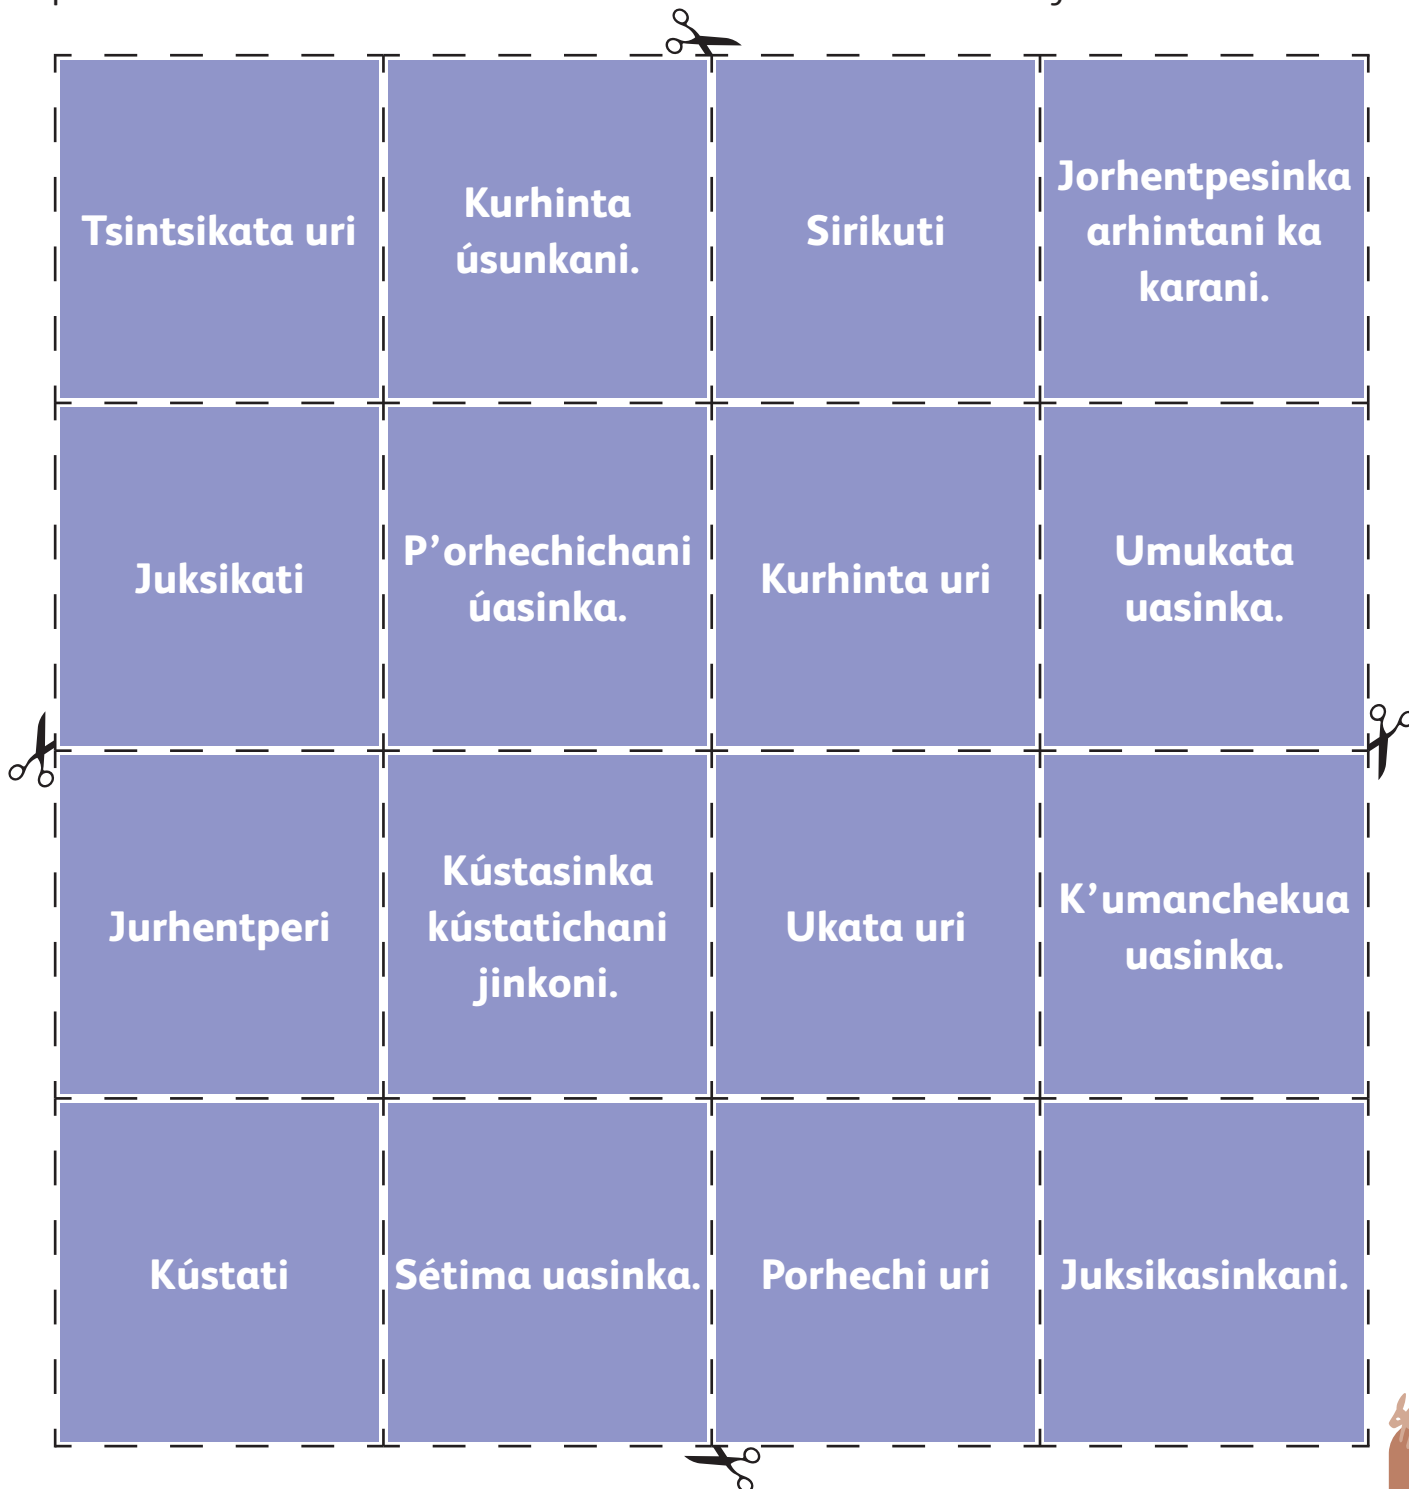 Tsintsikata uri
Kurhinta
úsunkani.
Sirikuti
Jorhentpesinka
arhintani ka
karani.
Juksikati
P’orhechichani
úasinka.
Kurhinta uri
Umukata
uasinka.
Jurhentperi
Kústasinka
kústatichani
jinkoni.
Ukata uri
K’umanchekua
uasinka.
Kústati
Sétima uasinka.
Porhechi uri
Juksikasinkani.